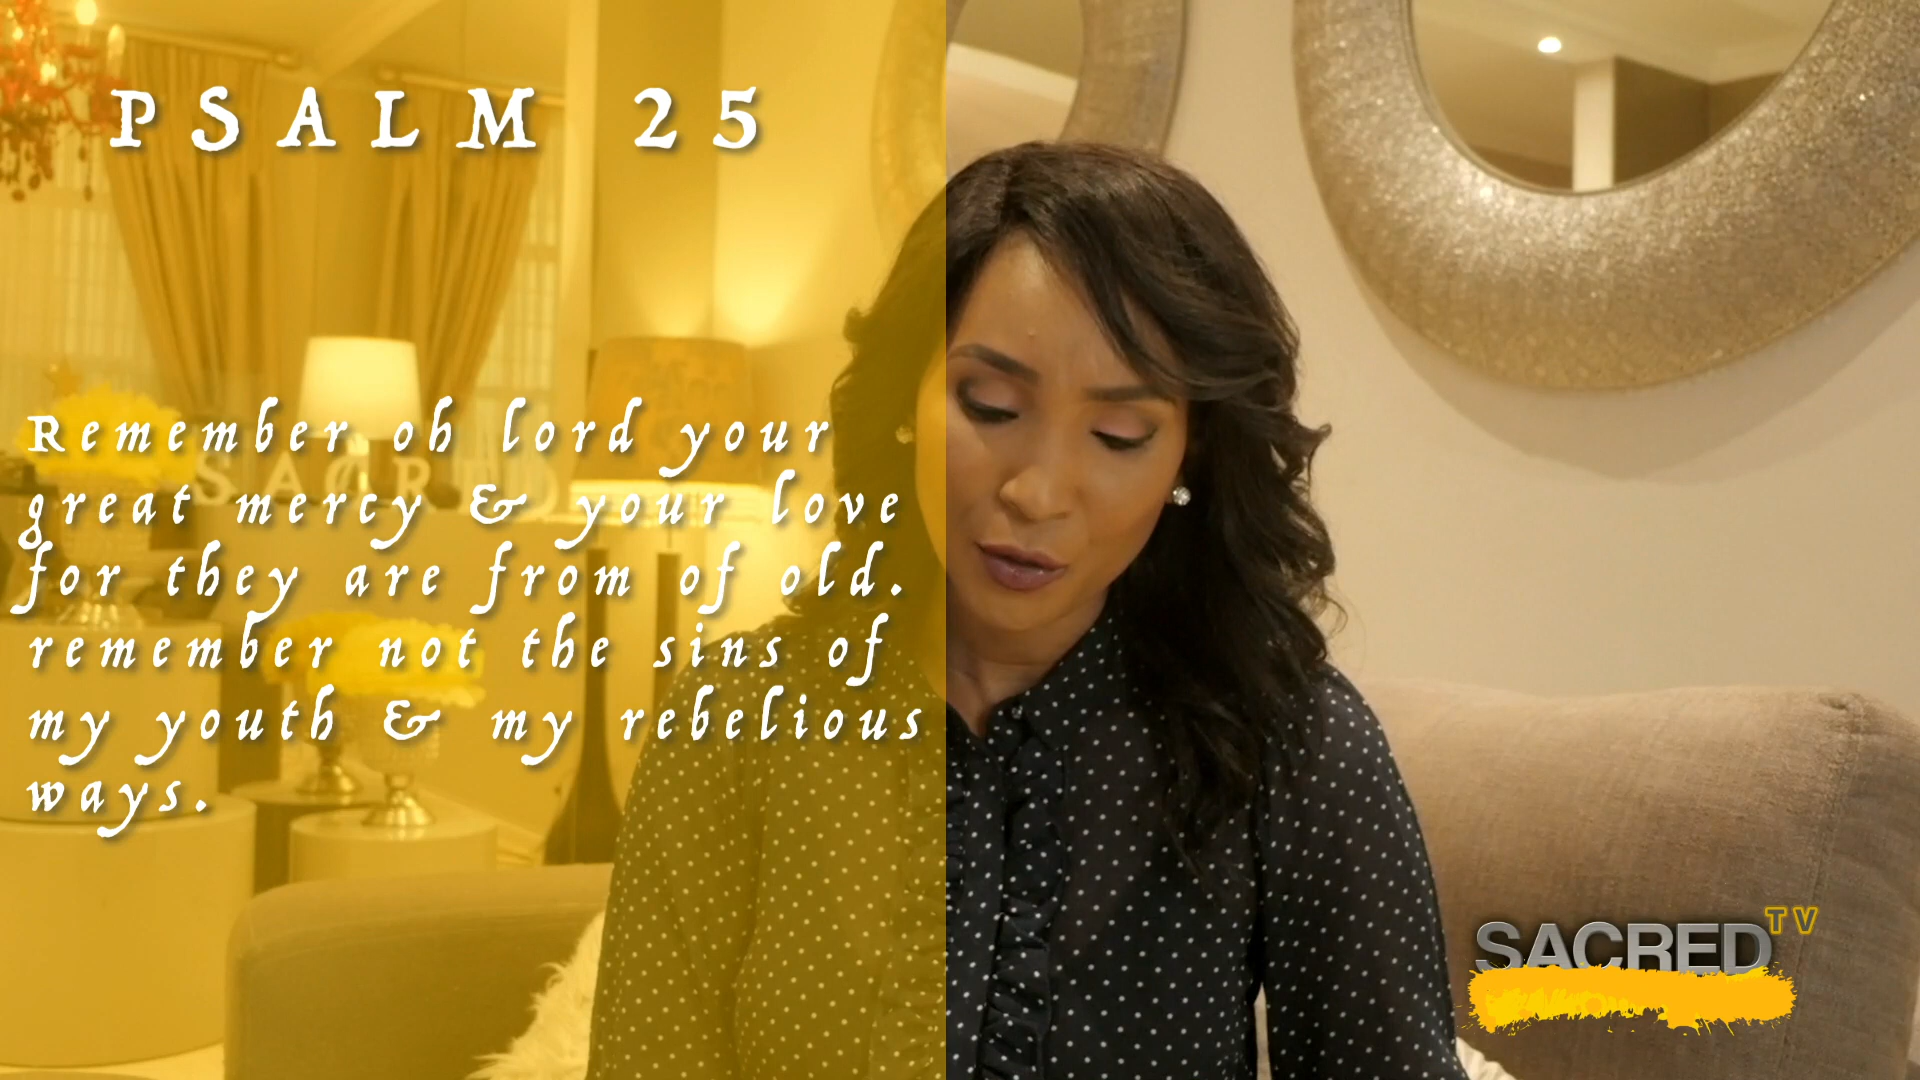 PSALM 25
Remember oh lord your
great mercy & your love
for they are from of old.
remember not the sins of
my youth & my rebelious
ways.
SACRED
SACRED TV